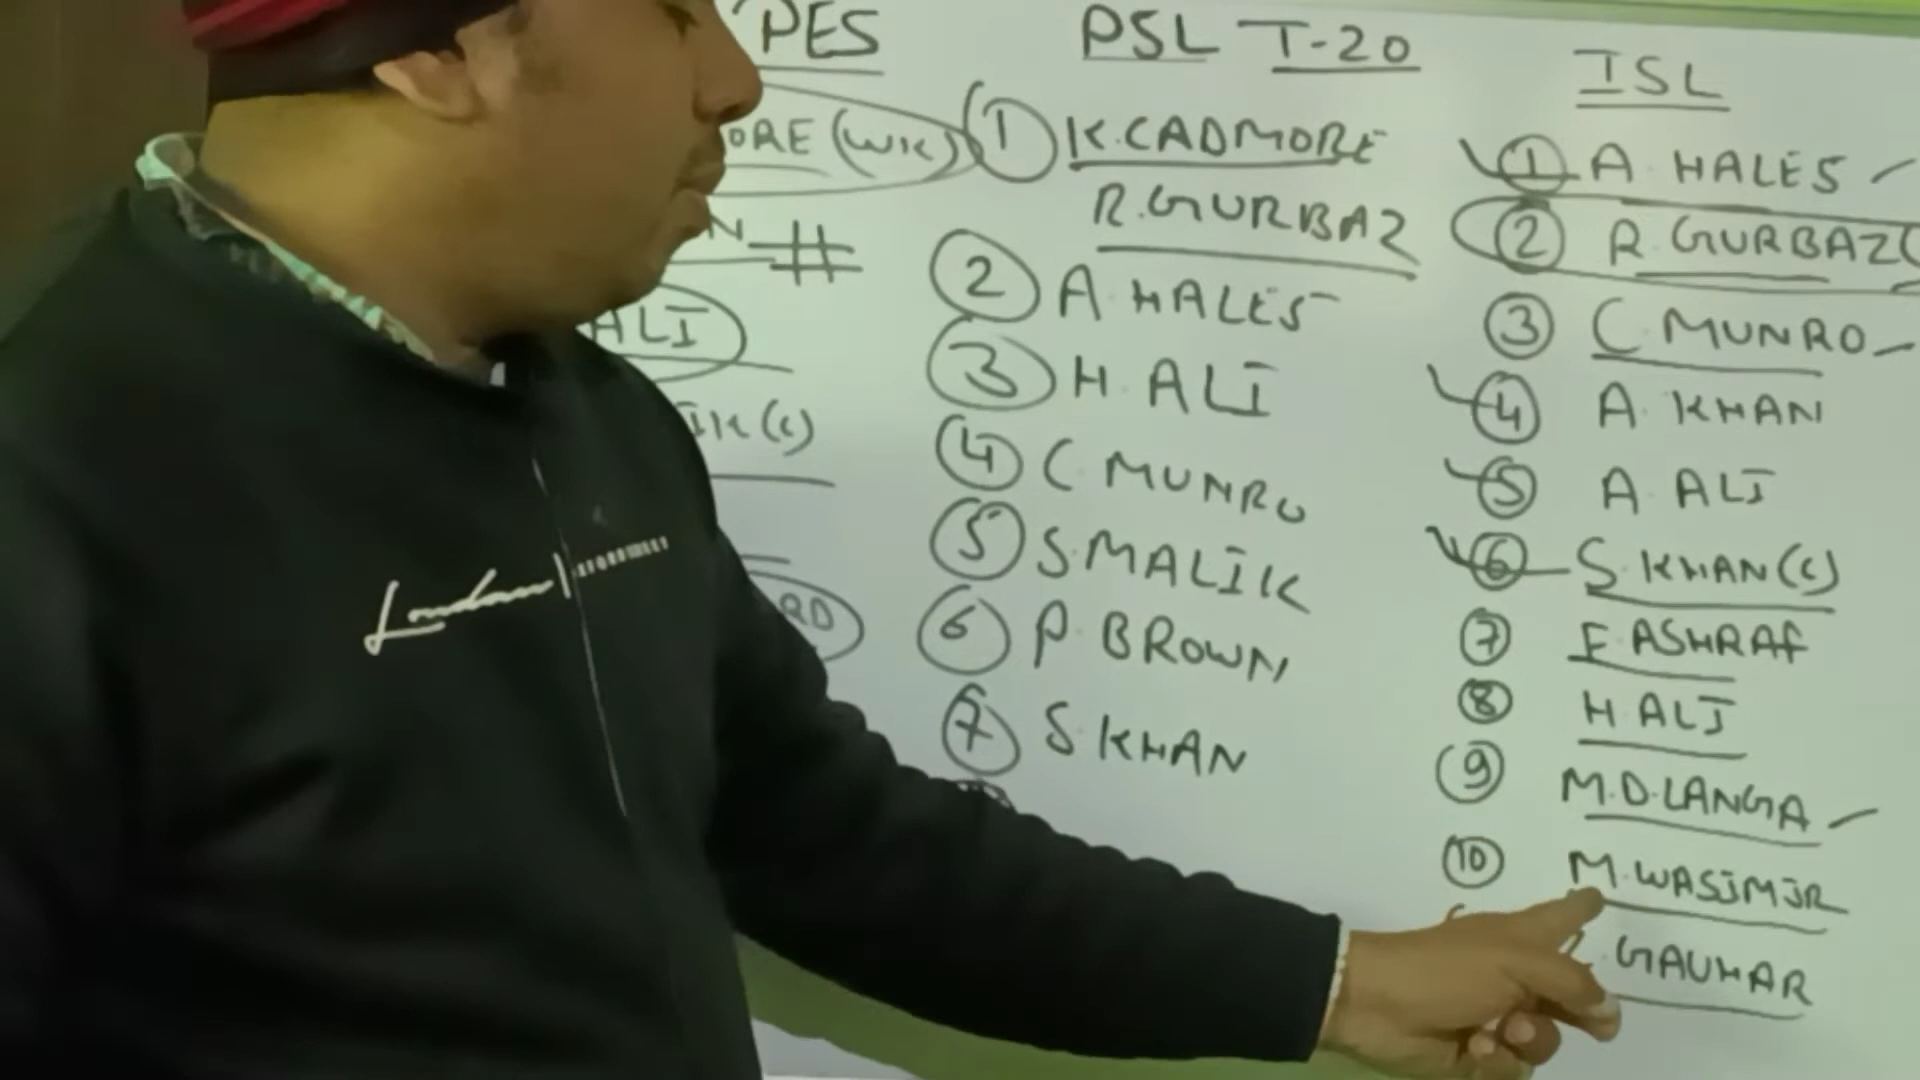 PES
ORE (WK)
N #
ALI
IK(C)
RD
PSL T-20
1 K.CADMORE
R.GURBAZ
2 A.HALES
3 H.ALI
4 C MUNRO
5 S.MALIK
6 P.BROWN
7 S.KHAN
ISL
1 A.HALES
2 R.GURBAZ(
3 C MUNRO
4 A.KHAN
5 A.ALI
6 S.KHAN(C)
7 F.ASHRAF
8 H.ALI
9 M.D.LANGA
10 M.WASIMJR
GAUHAR
London